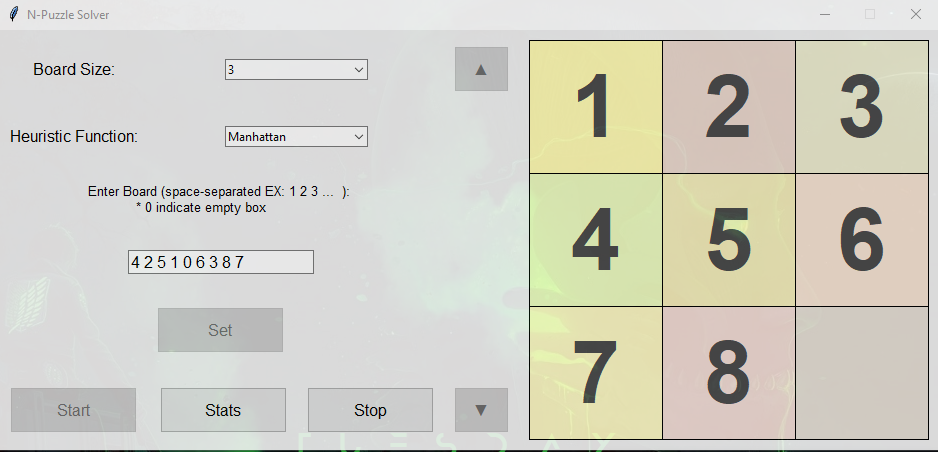 N-Puzzle Solver
Board Size:
3
▲
Heuristic Function:
Manhattan
Enter Board (space-separated EX: 1 2 3 ... ):
* 0 indicate empty box
4 2 5 1 0 6 3 8 7
Set
Start
Stats
Stop
▼
1 2 3
4 5 6
7 8
TUESDAY